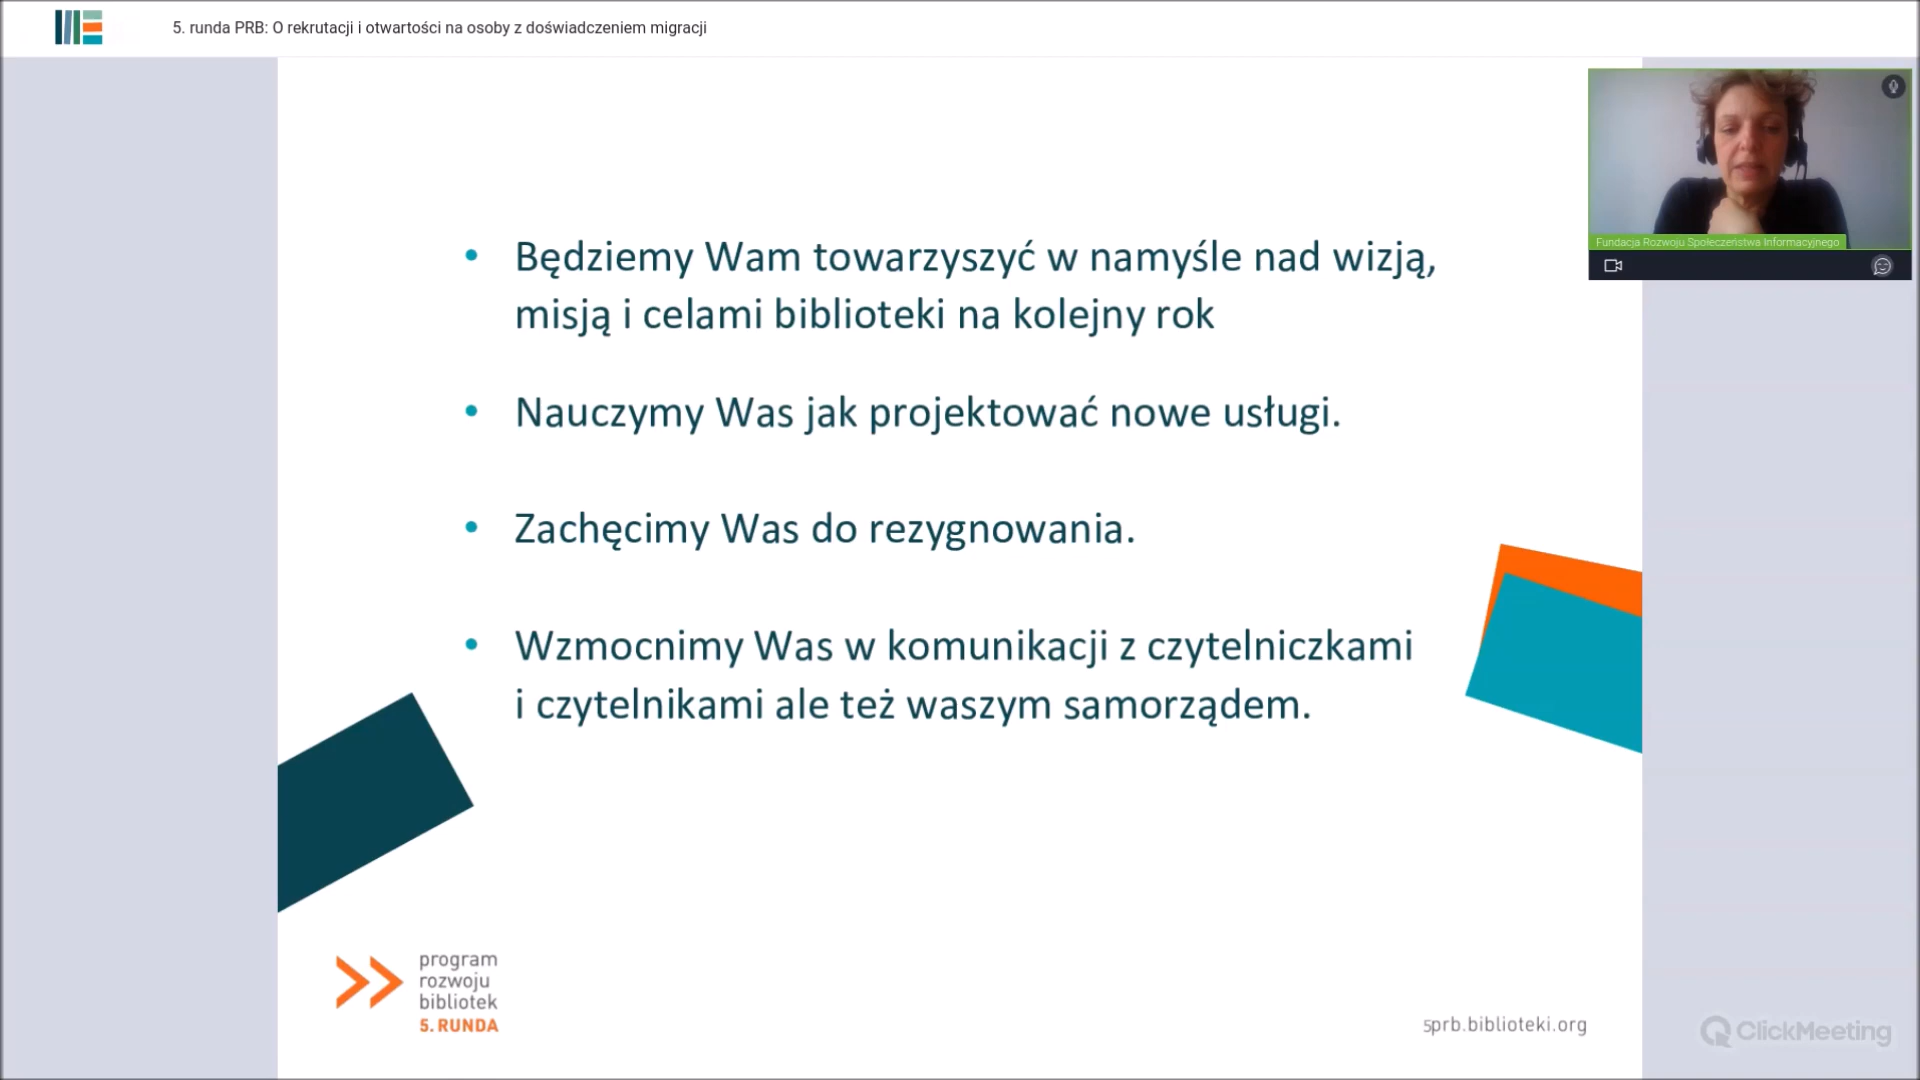 5. runda PRB: O rekrutacji i otwartości na osoby z doświadczeniem migracji
Fundacja Rozwoju Społeczeństwa Informacyjnego
• Będziemy Wam towarzyszyć w namyśle nad wizją,
misją i celami biblioteki na kolejny rok
• Nauczymy Was jak projektować nowe usługi.
• Zachęcimy Was do rezygnowania.
• Wzmocnimy Was w komunikacji z czytelniczkami
i czytelnikami ale też waszym samorządem.
program
rozwoju
bibliotek
5. RUNDA
5prb.biblioteki.org
ClickMeeting